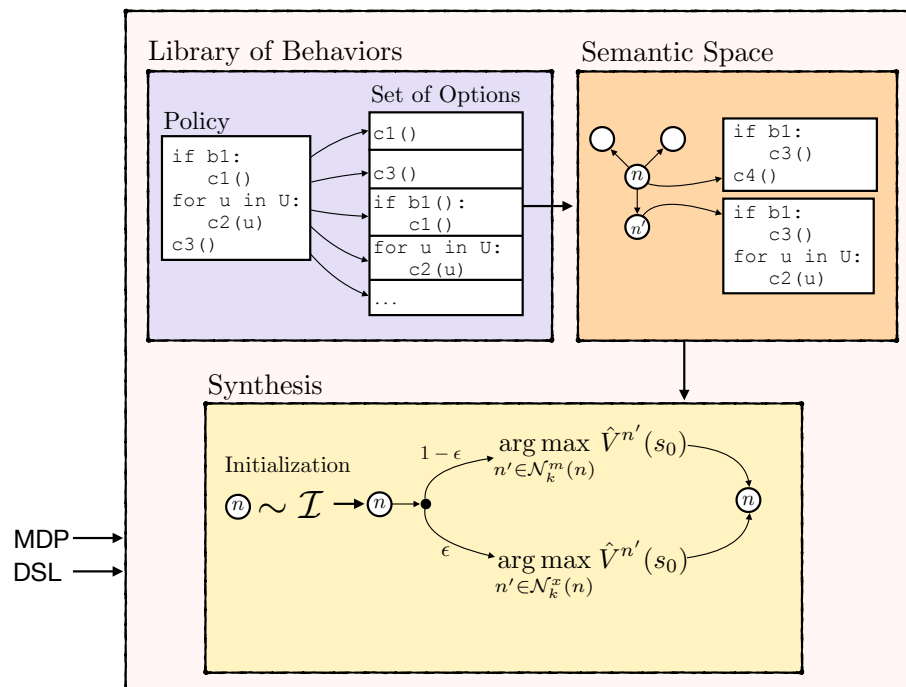 Library of Behaviors
Policy
if b1:
c1()
for u in U:
c2(u)
c3()
Set of Options
c1()
c3()
if b1():
c1()
for u in U:
c2(u)
...
Semantic Space
n
n'
if b1:
c3()
c4()
if b1:
c3()
for u in U:
c2(u)
Synthesis
Initialization
n ∼ I
n
1 − ϵ
arg max V̂^{n'}(s_0)
n' ∈ N_k^m(n)
ϵ
arg max V̂^{n'}(s_0)
n' ∈ N_k^x(n)
n
MDP
DSL